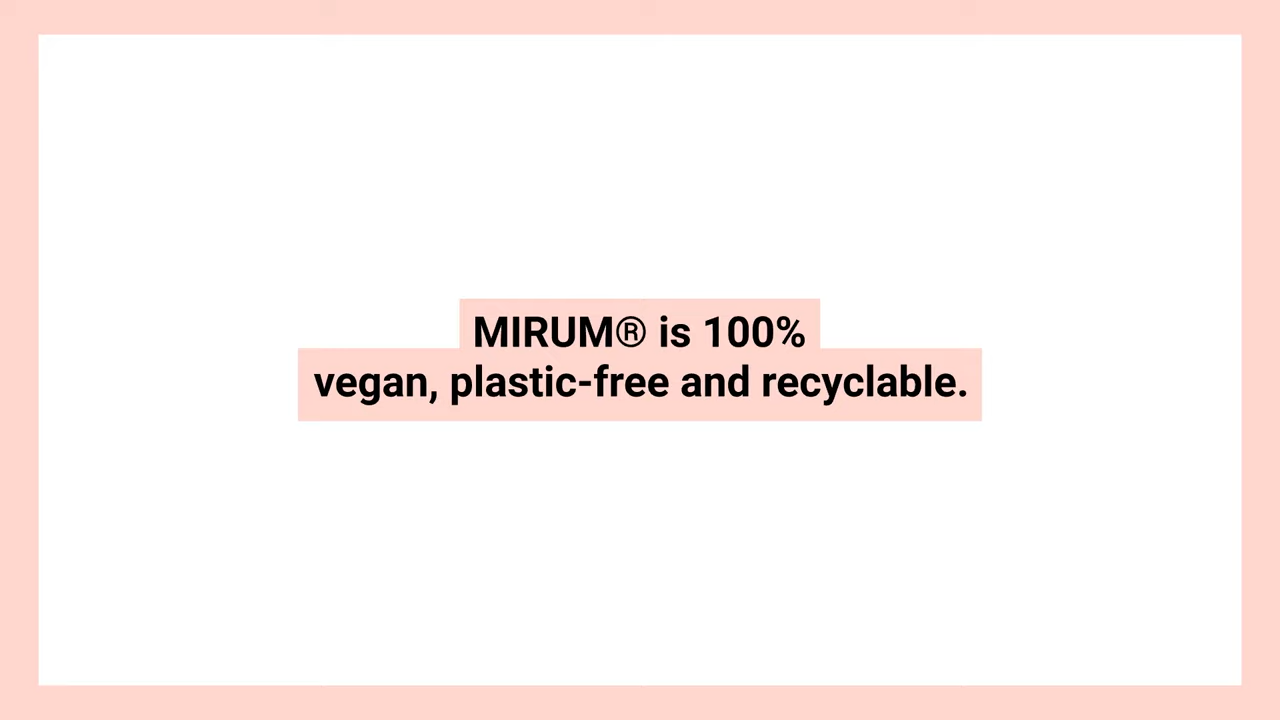 MIRUM® is 100%
vegan, plastic-free and recyclable.